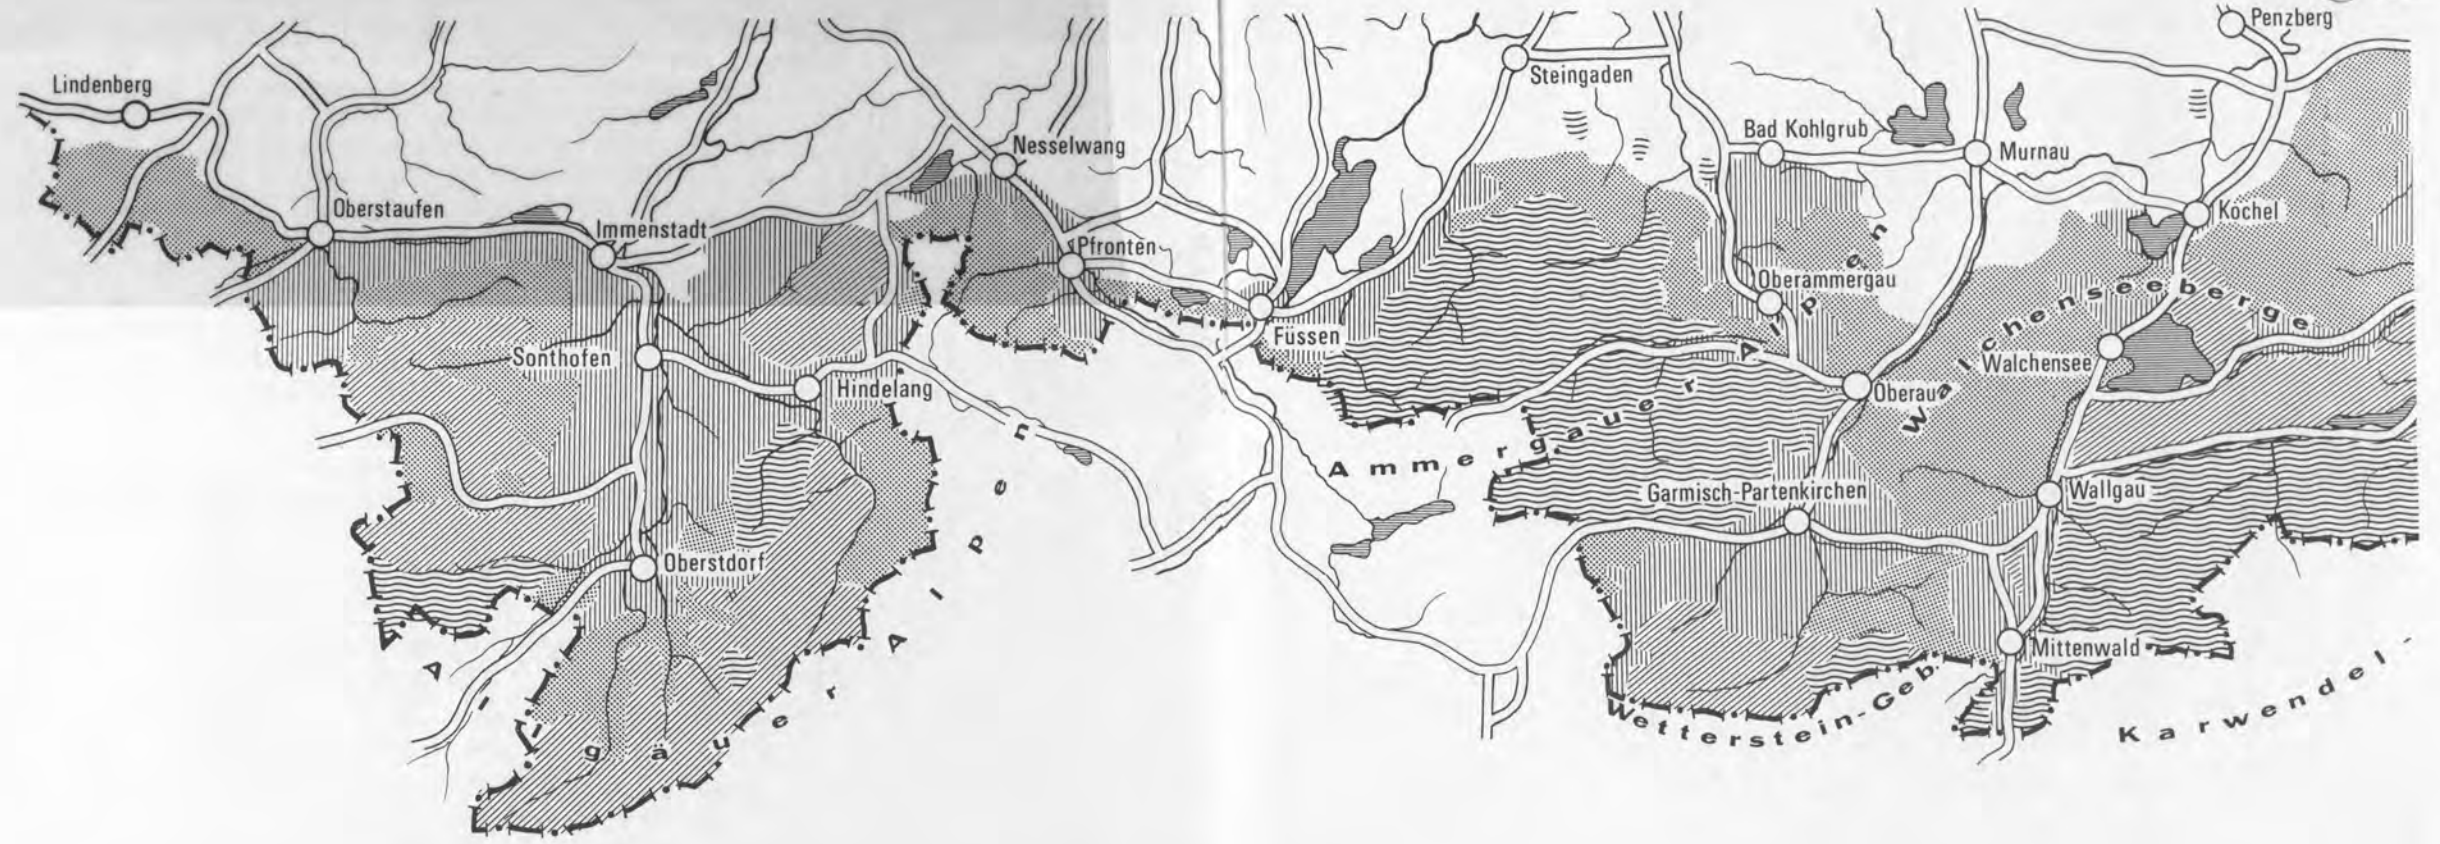 Penzberg
Steingaden
Lindenberg
Bad Kohlgrub
Nesselwang
Murnau
Oberstaufen
Kochel
Immenstadt
Pfronten
Oberammergau
Füssen
Sonthofen
Walchensee
Hindelang
Oberau
Walchenseeberge
Ammergauer Alpen
Garmisch-Partenkirchen
Wallgau
Oberstdorf
Mittenwald
Allgäuer Alpen
Wetterstein-Geb.
Karwendel-